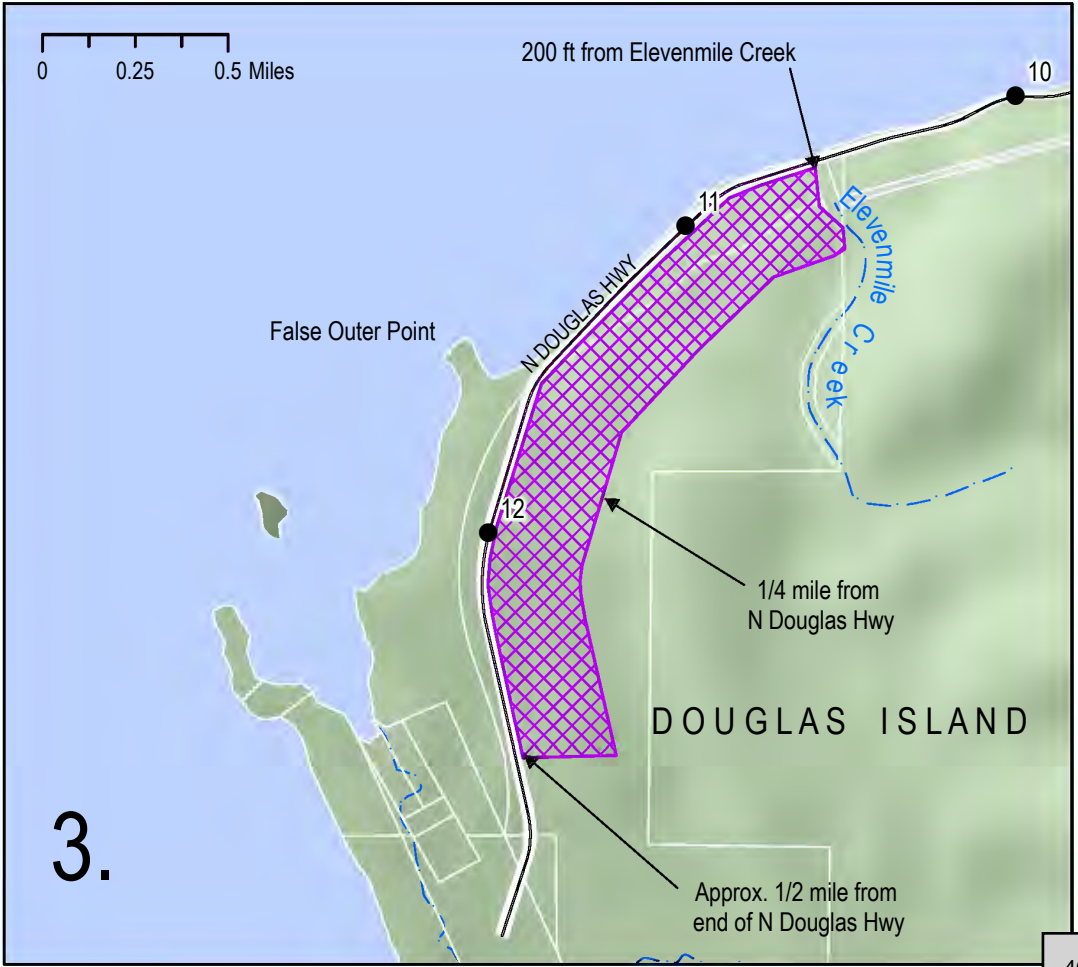 0 0.25 0.5 Miles
200 ft from Elevenmile Creek
10
11
Elevenmile Creek
N DOUGLAS HWY
False Outer Point
12
1/4 mile from
N Douglas Hwy
DOUGLAS ISLAND
3.
Approx. 1/2 mile from
end of N Douglas Hwy